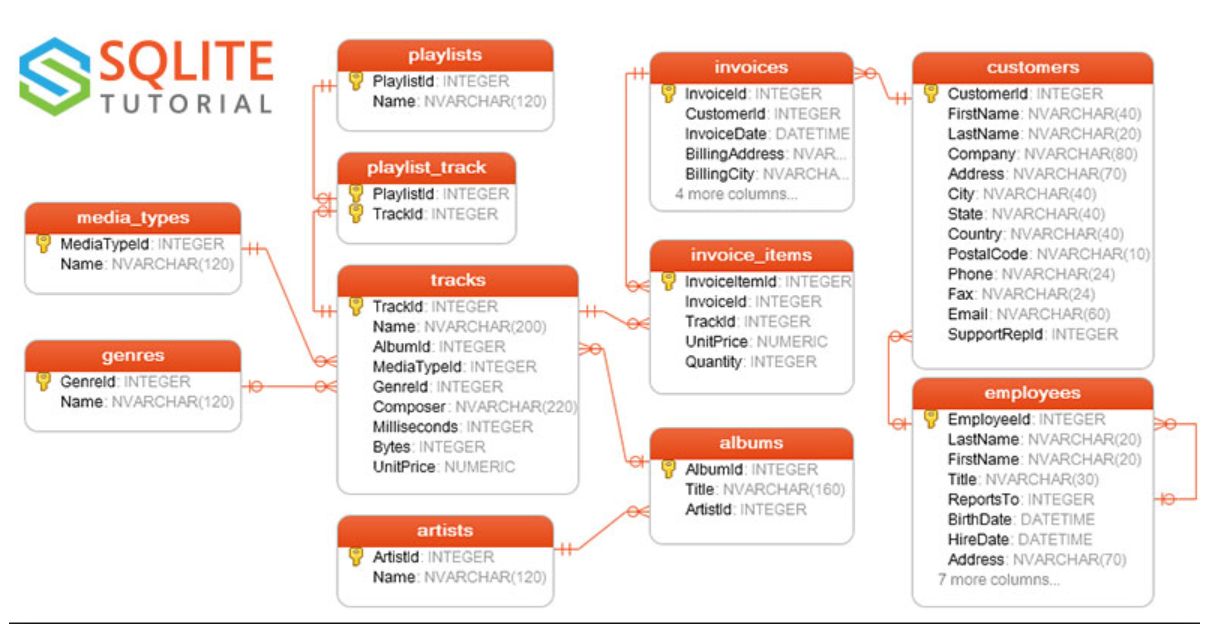 SQLITE
TUTORIAL
playlists
PlaylistId: INTEGER
Name: NVARCHAR(120)
playlist_track
PlaylistId: INTEGER
TrackId: INTEGER
media_types
MediaTypeId: INTEGER
Name: NVARCHAR(120)
genres
GenreId: INTEGER
Name: NVARCHAR(120)
tracks
TrackId: INTEGER
Name: NVARCHAR(200)
AlbumId: INTEGER
MediaTypeId: INTEGER
GenreId: INTEGER
Composer: NVARCHAR(220)
Milliseconds: INTEGER
Bytes: INTEGER
UnitPrice: NUMERIC
artists
ArtistId: INTEGER
Name: NVARCHAR(120)
invoices
InvoiceId: INTEGER
CustomerId: INTEGER
InvoiceDate: DATETIME
BillingAddress: NVAR...
BillingCity: NVARCHA...
4 more columns...
invoice_items
InvoiceItemId: INTEGER
InvoiceId: INTEGER
TrackId: INTEGER
UnitPrice: NUMERIC
Quantity: INTEGER
albums
AlbumId: INTEGER
Title: NVARCHAR(160)
ArtistId: INTEGER
customers
CustomerId: INTEGER
FirstName: NVARCHAR(40)
LastName: NVARCHAR(20)
Company: NVARCHAR(80)
Address: NVARCHAR(70)
City: NVARCHAR(40)
State: NVARCHAR(40)
Country: NVARCHAR(40)
PostalCode: NVARCHAR(10)
Phone: NVARCHAR(24)
Fax: NVARCHAR(24)
Email: NVARCHAR(60)
SupportRepId: INTEGER
employees
EmployeeId: INTEGER
LastName: NVARCHAR(20)
FirstName: NVARCHAR(20)
Title: NVARCHAR(30)
ReportsTo: INTEGER
BirthDate: DATETIME
HireDate: DATETIME
Address: NVARCHAR(70)
7 more columns...